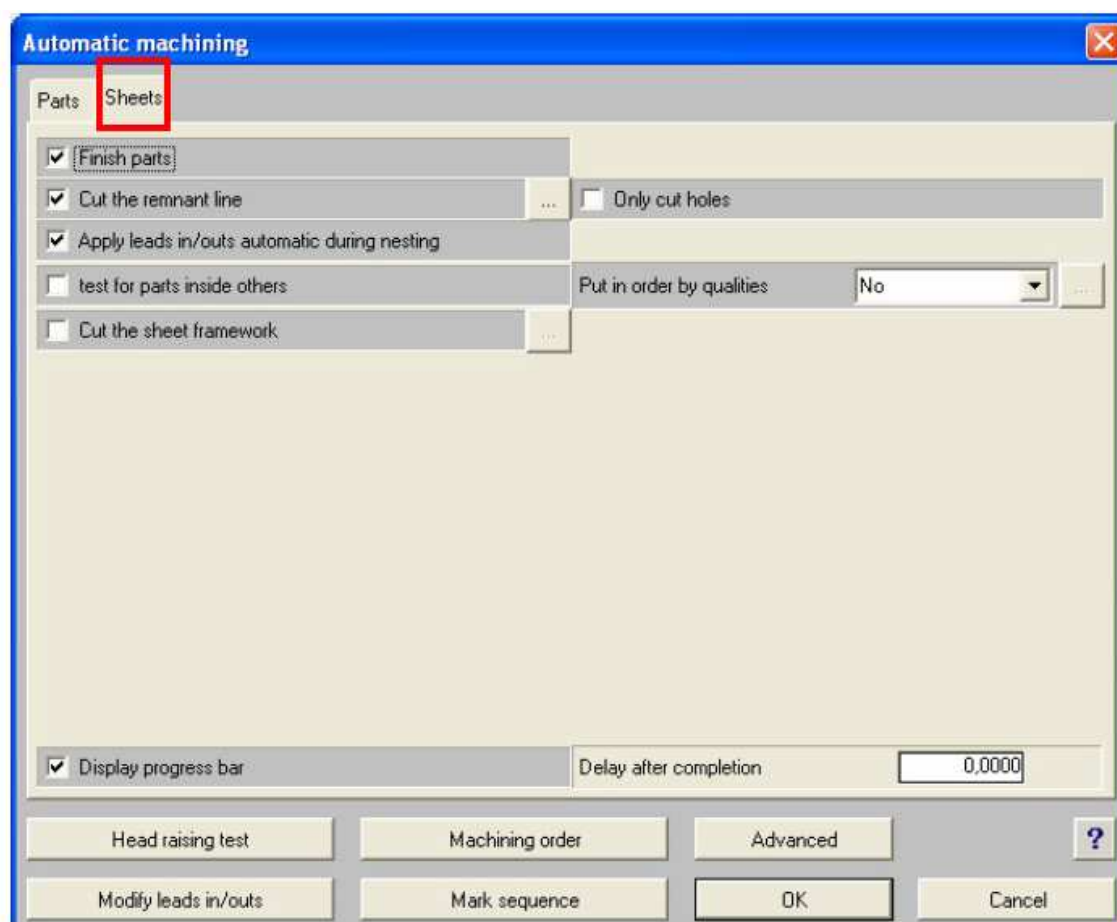 Automatic machining
Parts Sheets
Finish parts
Cut the remnant line ... Only cut holes
Apply leads in/outs automatic during nesting
test for parts inside others Put in order by qualities No ...
Cut the sheet framework ...
Display progress bar Delay after completion 0,0000
Head raising test Machining order Advanced ?
Modify leads in/outs Mark sequence OK Cancel